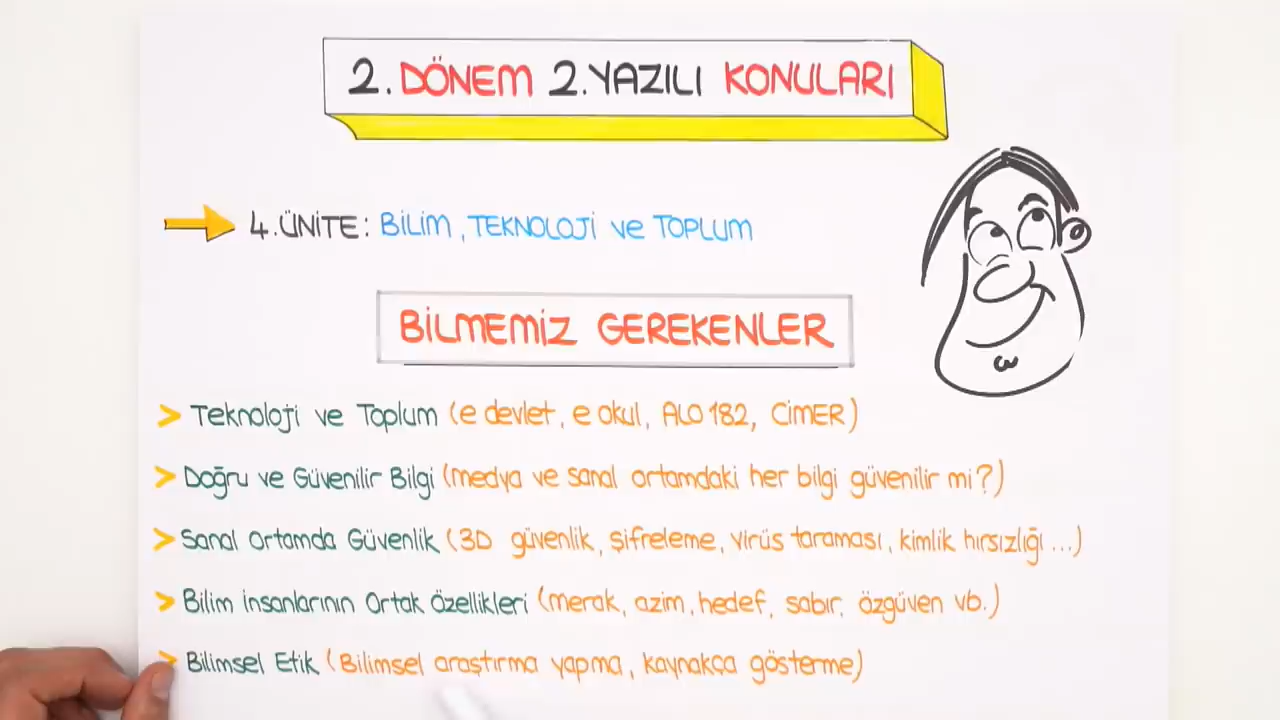 2. DÖNEM 2. YAZILI KONULARI
4. ÜNİTE: BİLİM, TEKNOLOJİ ve TOPLUM
BİLMEMİZ GEREKENLER
> Teknoloji ve Toplum (e devlet, e okul, ALO 182, CİMER)
> Doğru ve Güvenilir Bilgi (medya ve sanal ortamdaki her bilgi güvenilir mi?)
> Sanal Ortamda Güvenlik (3D güvenlik, şifreleme, virüs taraması, kimlik hırsızlığı ...)
> Bilim İnsanlarının Ortak Özellikleri (merak, azim, hedef, sabır, özgüven vb.)
> Bilimsel Etik (Bilimsel araştırma yapma, kaynakça gösterme)